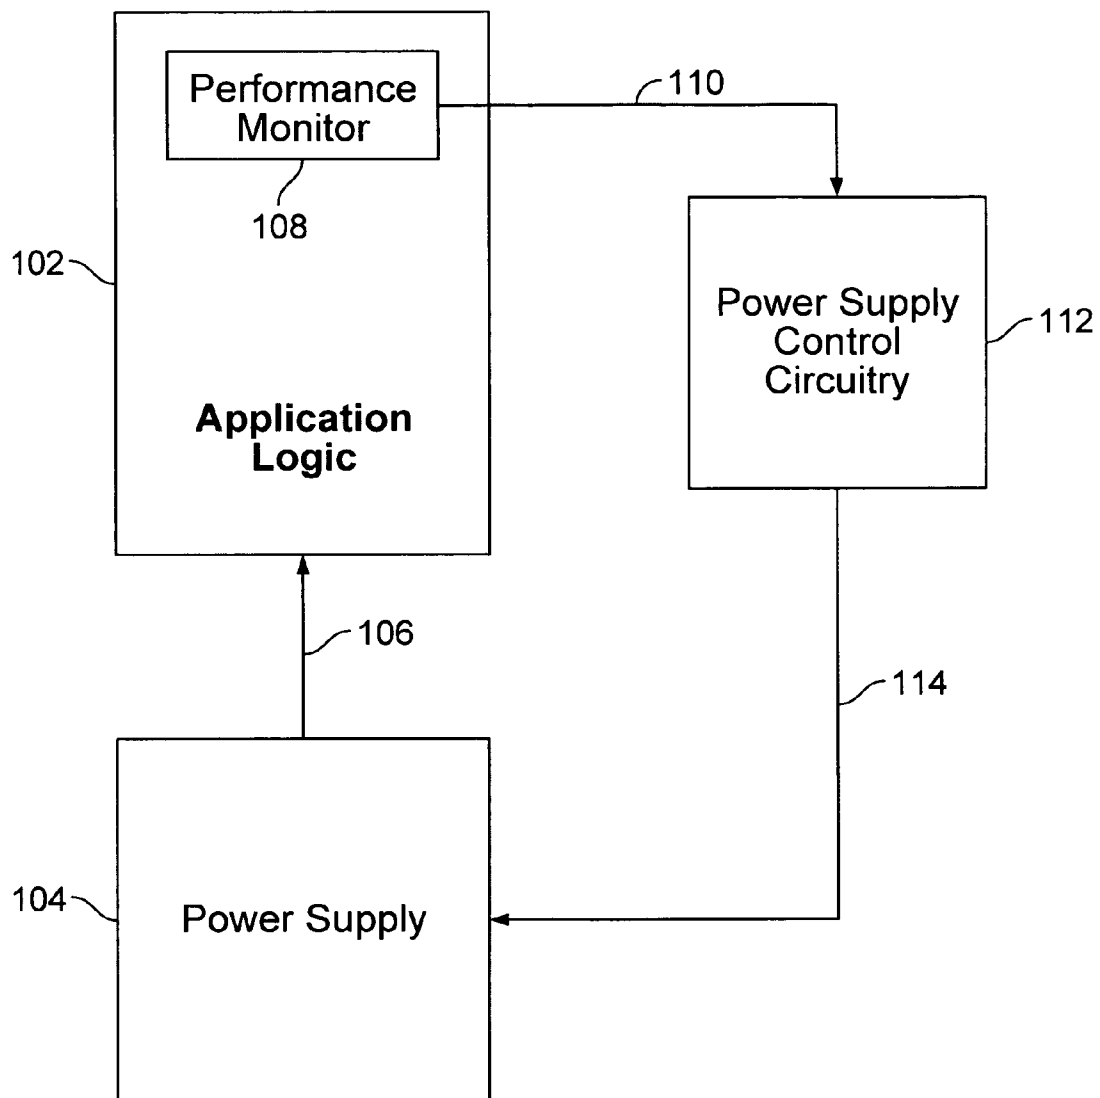 Performance
Monitor
110
108
102
Power Supply
Control
Circuitry
112
Application
Logic
106
114
104
Power Supply